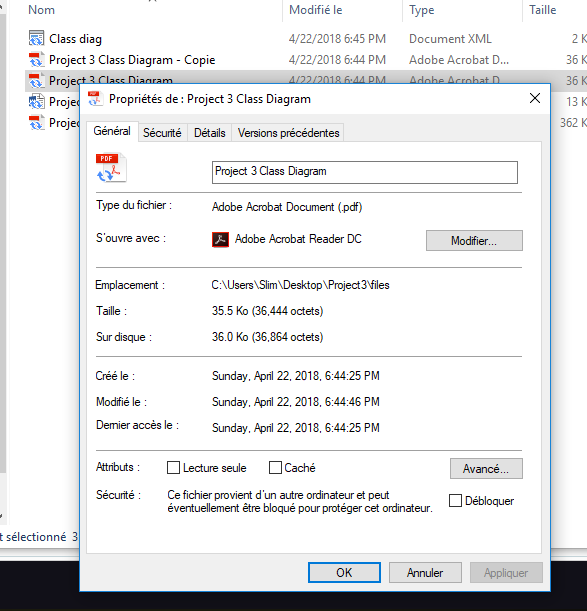 Nom Modifié le Type Taille
Class diag 4/22/2018 6:45 PM Document XML 2 K
Project 3 Class Diagram - Copie 4/22/2018 6:44 PM Adobe Acrobat D... 36 K
Project 3 Class Diagram 4/22/2018 6:44 PM Adobe Acrobat D... 36 K
Projec 13 K
Projec 362 K
Propriétés de : Project 3 Class Diagram
Général Sécurité Détails Versions précédentes
PDF
Project 3 Class Diagram
Type du fichier : Adobe Acrobat Document (.pdf)
S'ouvre avec : Adobe Acrobat Reader DC Modifier...
Emplacement : C:\Users\Slim\Desktop\Project3\files
Taille : 35.5 Ko (36,444 octets)
Sur disque : 36.0 Ko (36,864 octets)
Créé le : Sunday, April 22, 2018, 6:44:25 PM
Modifié le : Sunday, April 22, 2018, 6:44:46 PM
Dernier accès le : Sunday, April 22, 2018, 6:44:25 PM
Attributs : Lecture seule Caché Avancé...
Sécurité : Ce fichier provient d'un autre ordinateur et peut
éventuellement être bloqué pour protéger cet ordinateur. Débloquer
t sélectionné 3
OK Annuler Appliquer